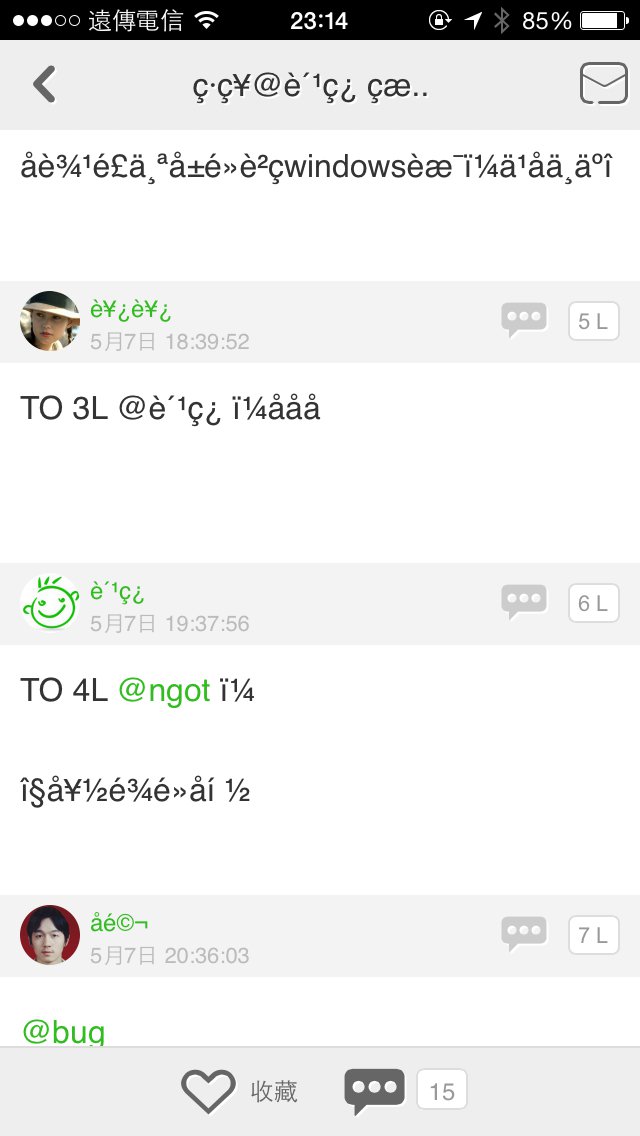 遠傳電信 23:14 85%
ç·ç¥@è´¹ç¿ çæ..
åè¾¹é£ä¸ªå±é»è²çwindowsèæ¯ï¼ä¹åä¸äºî
è¥¿è¥¿
5月7日 18:39:52
5 L
TO 3L @è´¹ç¿ ï¼ååå
è´¹ç¿
5月7日 19:37:56
6 L
TO 4L @ngot ï¼
î§å¥½é¾é»åí ½
åé©¬
5月7日 20:36:03
7 L
@bug
收藏 15